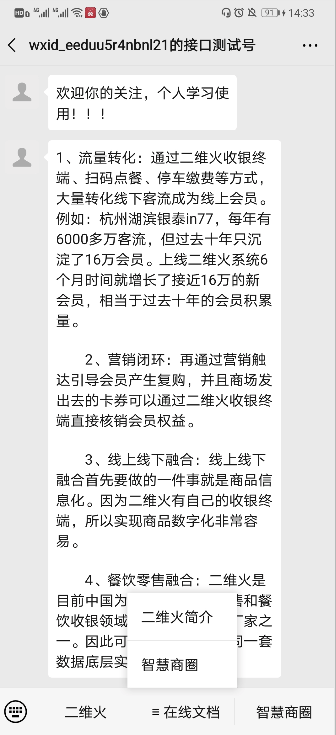 91 14:33
wxid_eeduu5r4nbnl21的接口测试号
欢迎你的关注，个人学习使
用！！！
1、流量转化：通过二维火收银终
端、扫码点餐、停车缴费等方式，
大量转化线下客流成为线上会员。
例如：杭州湖滨银泰in77，每年有
6000多万客流，但过去十年只沉
淀了16万会员。上线二维火系统6
个月时间就增长了接近16万的新
会员，相当于过去十年的会员积累
量。
2、营销闭环：再通过营销触
达引导会员产生复购，并且商场发
出去的卡券可以通过二维火收银终
端直接核销会员权益。
3、线上线下融合：线上线下
融合首先要做的一件事就是商品信
息化。因为二维火有自己的收银终
端，所以实现商品数字化非常容
易。
4、餐饮零售融合：二维火是
目前中国为 售和餐
饮收银领域 厂家之
一。因此可 同一套
数据底层实
二维火简介
智慧商圈
二维火 ≡ 在线文档 智慧商圈